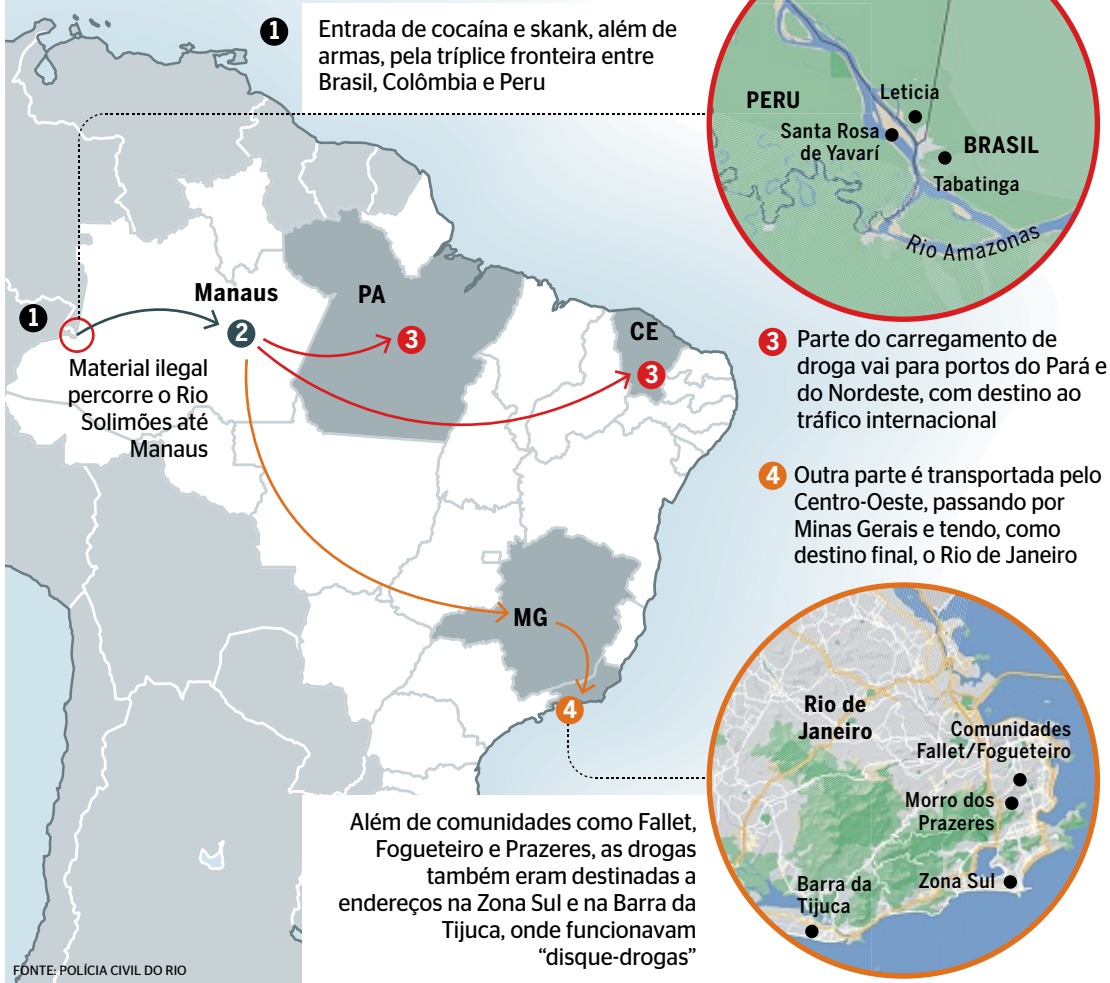 1
Entrada de cocaína e skank, além de
armas, pela tríplice fronteira entre
Brasil, Colômbia e Peru
PERU
Leticia
Santa Rosa
de Yavarí
BRASIL
Tabatinga
Rio Amazonas
1
Manaus
2
PA
3
CE
3
Material ilegal
percorre o Rio
Solimões até
Manaus
3
Parte do carregamento de
droga vai para portos do Pará e
do Nordeste, com destino ao
tráfico internacional
4
Outra parte é transportada pelo
Centro-Oeste, passando por
Minas Gerais e tendo, como
destino final, o Rio de Janeiro
MG
4
Rio de
Janeiro
Comunidades
Fallet/Fogueteiro
Morro dos
Prazeres
Zona Sul
Barra da
Tijuca
Além de comunidades como Fallet,
Fogueteiro e Prazeres, as drogas
também eram destinadas a
endereços na Zona Sul e na Barra da
Tijuca, onde funcionavam
“disque-drogas”
FONTE: POLÍCIA CIVIL DO RIO